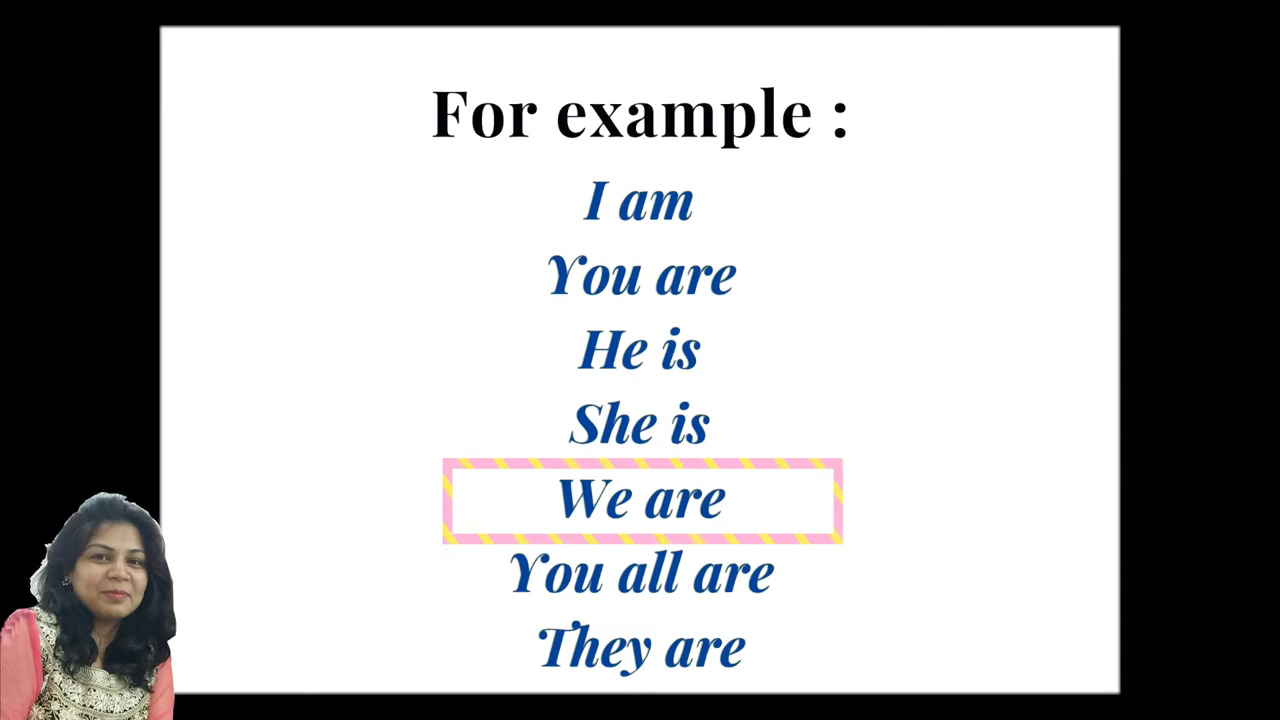 For example :
I am
You are
He is
She is
We are
You all are
They are